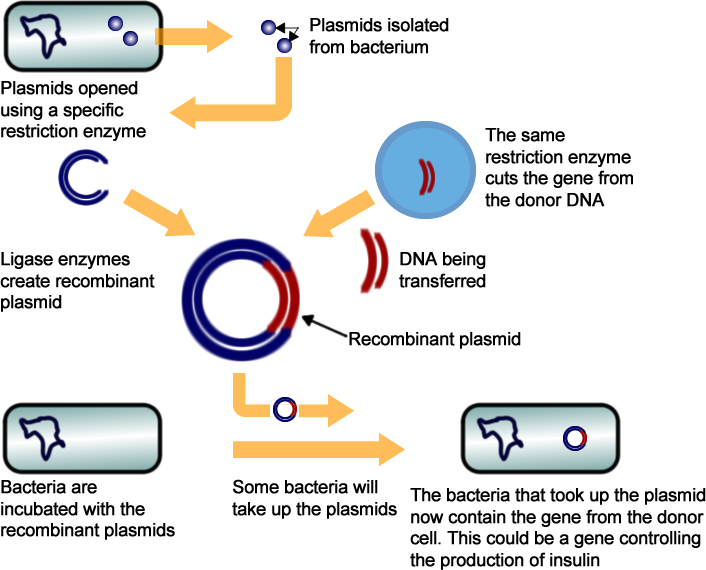 Plasmids isolated
from bacterium
Plasmids opened
using a specific
restriction enzyme
The same
restriction enzyme
cuts the gene from
the donor DNA
Ligase enzymes
create recombinant
plasmid
DNA being
transferred
Recombinant plasmid
Bacteria are
incubated with the
recombinant plasmids
Some bacteria will
take up the plasmids
The bacteria that took up the plasmid
now contain the gene from the donor
cell. This could be a gene controlling
the production of insulin